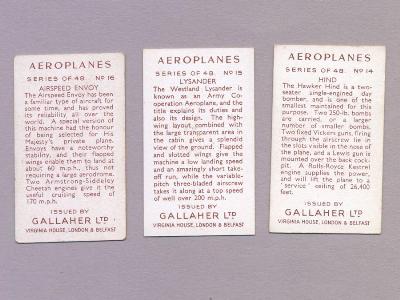 AEROPLANES
SERIES OF 48 Nº 16
AIRSPEED ENVOY
The Airspeed Envoy has been
a familiar type of aircraft for
some time, and has proved
its reliability all over the
world. A special version of
this machine had the honour
of being selected for His
Majesty's private plane.
Envoys have a noteworthy
stability, and their flapped
wings enable them to land at
about 60 m.p.h., thus not
requiring a large aerodrome.
Two Armstrong-Siddeley
Cheetah engines give it the
useful cruising speed of
170 m.p.h.
ISSUED BY
GALLAHER LTD
VIRGINIA HOUSE, LONDON & BELFAST
AEROPLANES
SERIES OF 48 Nº 15
LYSANDER
The Westland Lysander is
known as an Army Co-
operation Aeroplane, and the
title explains its duties and
also its design. The high-
wing layout, combined with
the large transparent area in
the cabin gives a splendid
view of the ground. Flapped
and slotted wings give the
machine a low landing speed
and an amazingly short take-
off run, while the variable-
pitch three-bladed airscrew
takes it along at a top speed
of well over 200 m.p.h.
ISSUED BY
GALLAHER LTD
VIRGINIA HOUSE, LONDON & BELFAST
AEROPLANES
SERIES OF 48 Nº 14
HIND
The Hawker Hind is a two-
seater single-engined day
bomber, and is one of the
smallest maintained for this
purpose. Two 250-lb. bombs
are carried, or a larger
number of smaller bombs.
Two fixed Vickers guns, firing
through the airscrew disc from
the slots visible in the nose of
the plane, and a Lewis gun is
mounted over the back cock-
pit. A Rolls-Royce Kestrel
engine supplies the power,
and will lift the plane to a
"service" ceiling of 26,400
feet.
ISSUED BY
GALLAHER LTD
VIRGINIA HOUSE, LONDON & BELFAST